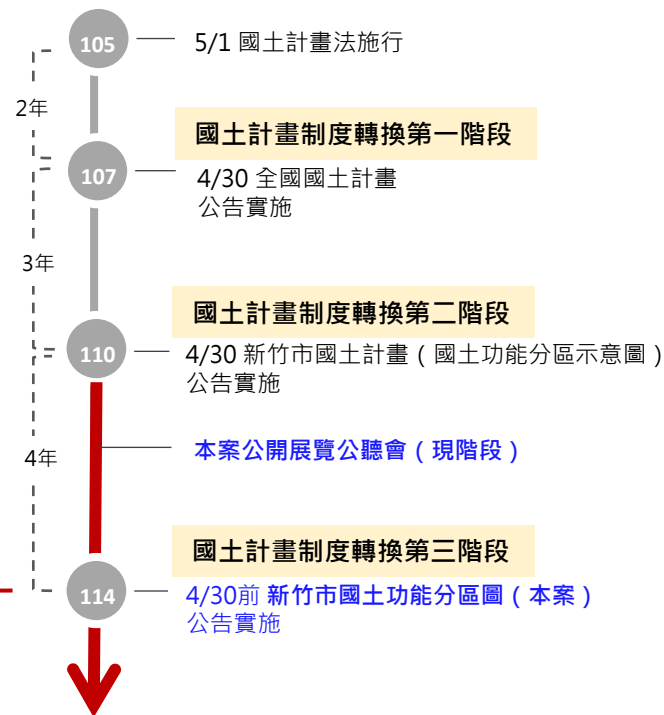 105
5/1 國土計畫法施行
2年
國土計畫制度轉換第一階段
107
4/30 全國國土計畫
公告實施
3年
國土計畫制度轉換第二階段
110
4/30 新竹市國土計畫（國土功能分區示意圖）
公告實施
本案公開展覽公聽會（現階段）
4年
國土計畫制度轉換第三階段
114
4/30前 新竹市國土功能分區圖（本案）
公告實施